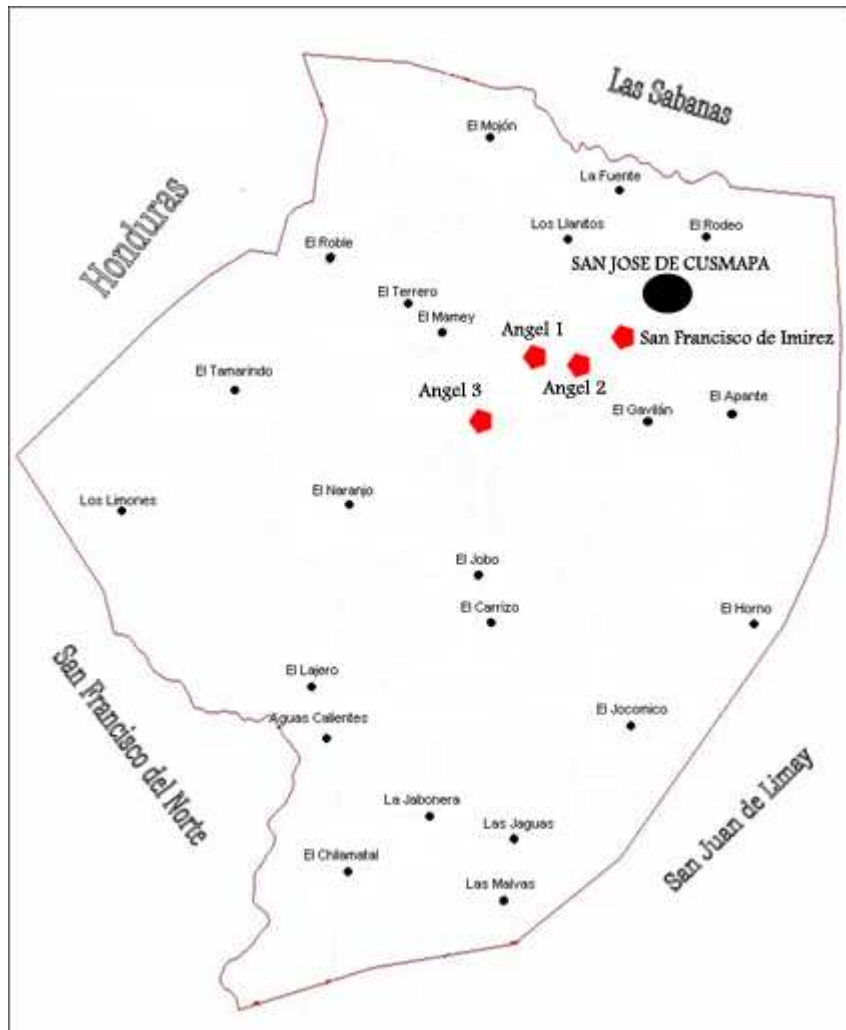 Las Sabanas
El Mojón
La Fuente
Honduras
Los Llanitos
El Rodeo
El Roble
SAN JOSE DE CUSMAPA
El Terrero
El Mamey
Angel 1
San Francisco de Imirez
El Tamarindo
Angel 3
Angel 2
El Gavilán
El Apante
Los Limones
El Naranjo
El Jobo
El Carrizo
El Horno
San Francisco del Norte
El Lajero
Aguas Calientes
El Jocomico
San Juan de Limay
La Jabonera
Las Jaguas
El Chilamatal
Las Malvas